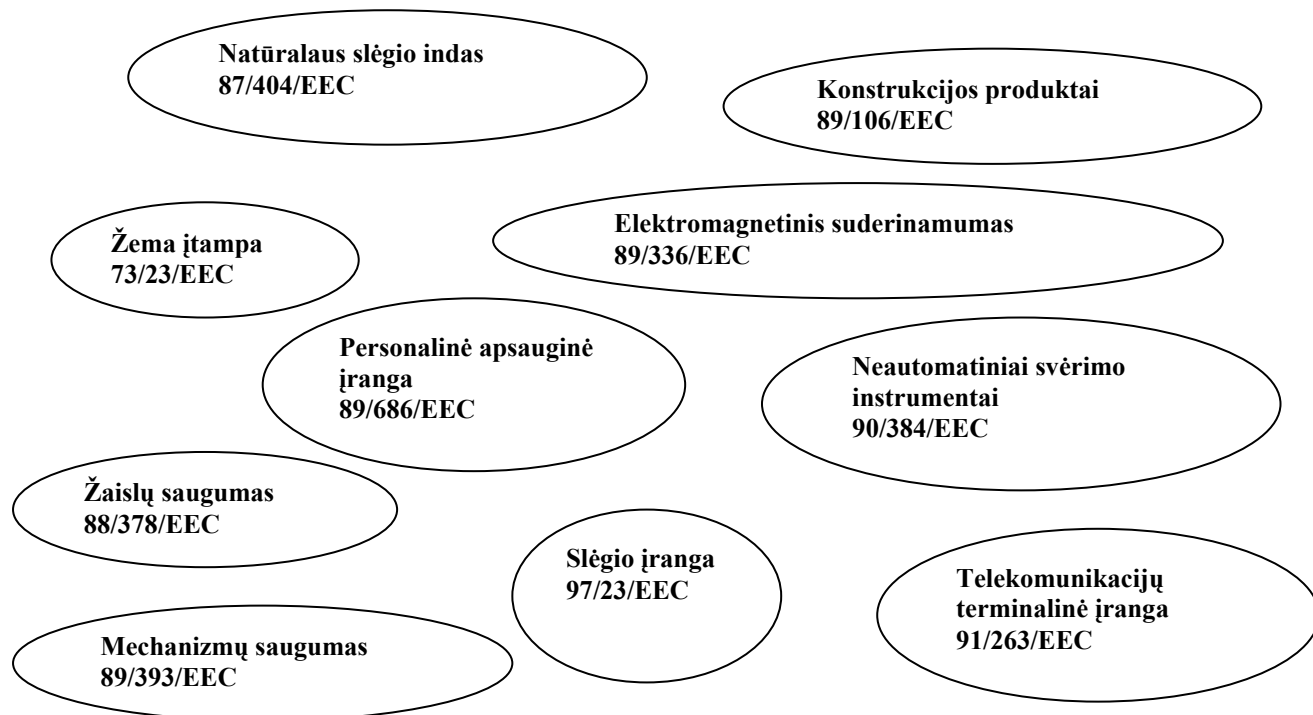 Natūralaus slėgio indas
87/404/EEC
Konstrukcijos produktai
89/106/EEC
Elektromagnetinis suderinamumas
89/336/EEC
Žema įtampa
73/23/EEC
Personalinė apsauginė
įranga
89/686/EEC
Neautomatiniai svėrimo
instrumentai
90/384/EEC
Žaislų saugumas
88/378/EEC
Slėgio įranga
97/23/EEC
Telekomunikacijų
terminalinė įranga
91/263/EEC
Mechanizmų saugumas
89/393/EEC